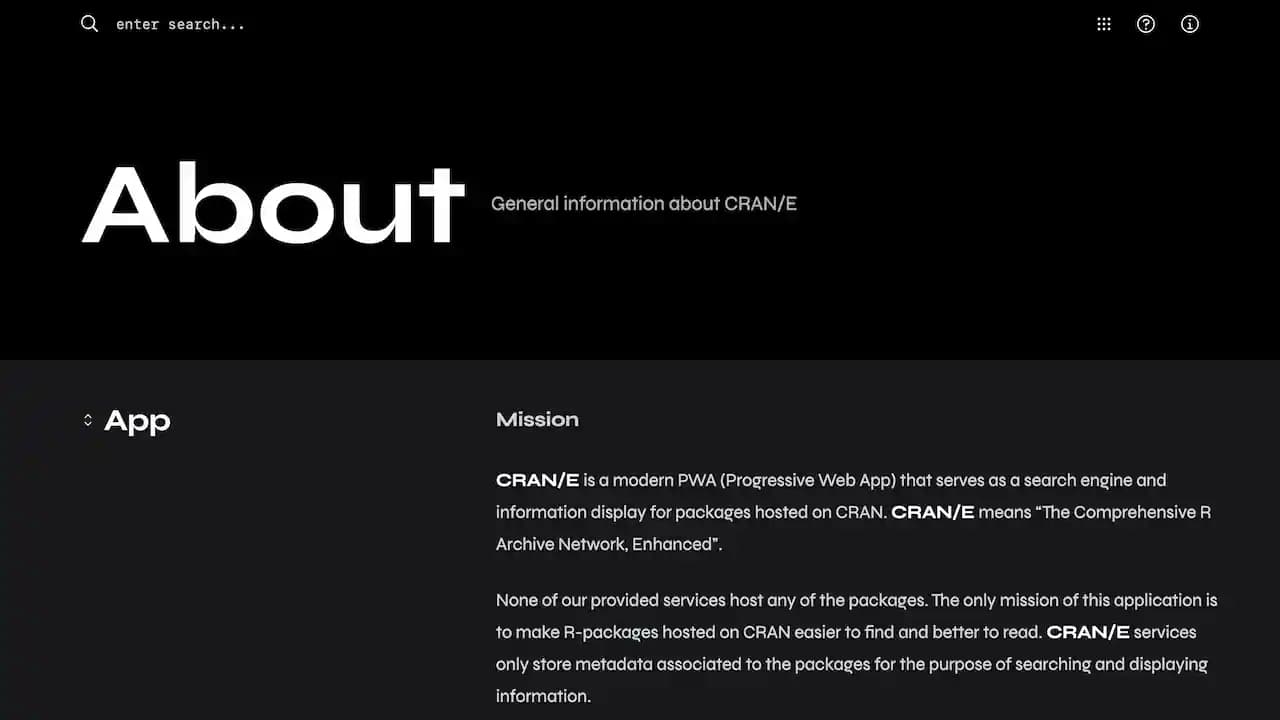 enter search...
About
General information about CRAN/E
App
Mission
CRAN/E is a modern PWA (Progressive Web App) that serves as a search engine and
information display for packages hosted on CRAN. CRAN/E means “The Comprehensive R
Archive Network, Enhanced”.
None of our provided services host any of the packages. The only mission of this application is
to make R-packages hosted on CRAN easier to find and better to read. CRAN/E services
only store metadata associated to the packages for the purpose of searching and displaying
information.